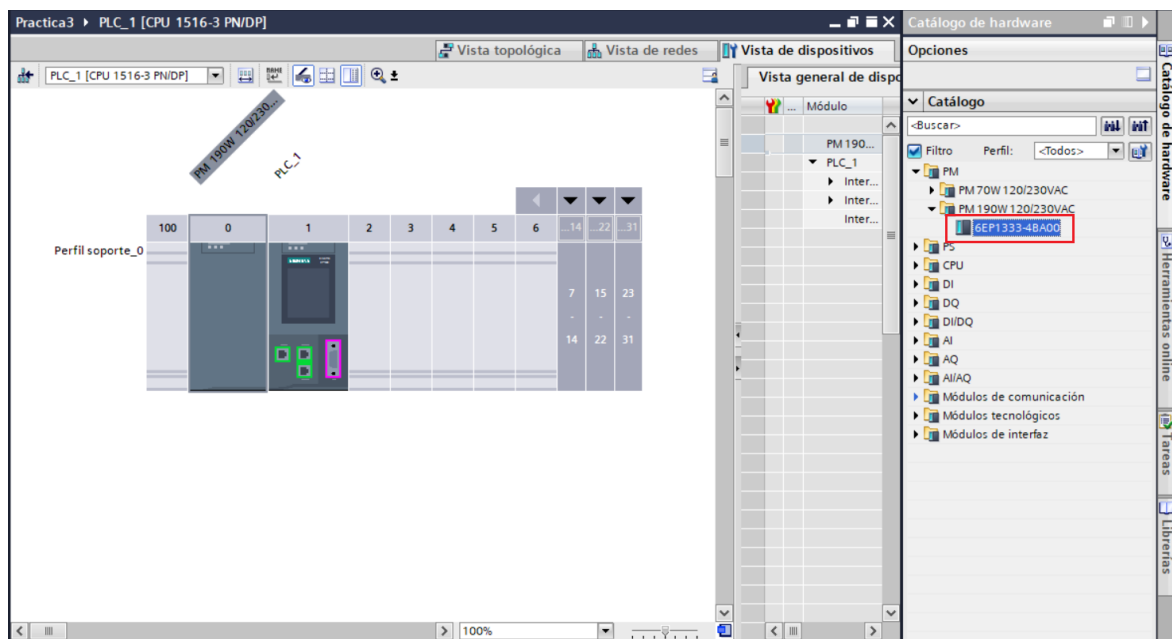 Practica3 ▸ PLC_1 [CPU 1516-3 PN/DP]
Vista topológica
Vista de redes
Vista de dispositivos
PLC_1 [CPU 1516-3 PN/DP]
PM 190W 120/230...
PLC_1
100 0 1 2 3 4 5 6 ...14 ...22 ...31
Perfil soporte_0
SIEMENS
7 15 23
- - -
14 22 31
100%
Vista general de dispo
... Módulo
PM 190...
PLC_1
Inter...
Inter...
Inter...
Catálogo de hardware
Opciones
Catálogo
<Buscar>
Filtro Perfil: <Todos>
PM
PM 70W 120/230VAC
PM 190W 120/230VAC
6EP1333-4BA00
PS
CPU
DI
DQ
DI/DQ
AI
AQ
AI/AQ
Módulos de comunicación
Módulos tecnológicos
Módulos de interfaz
Catálogo de hardware
Herramientas online
Tareas
Librerías